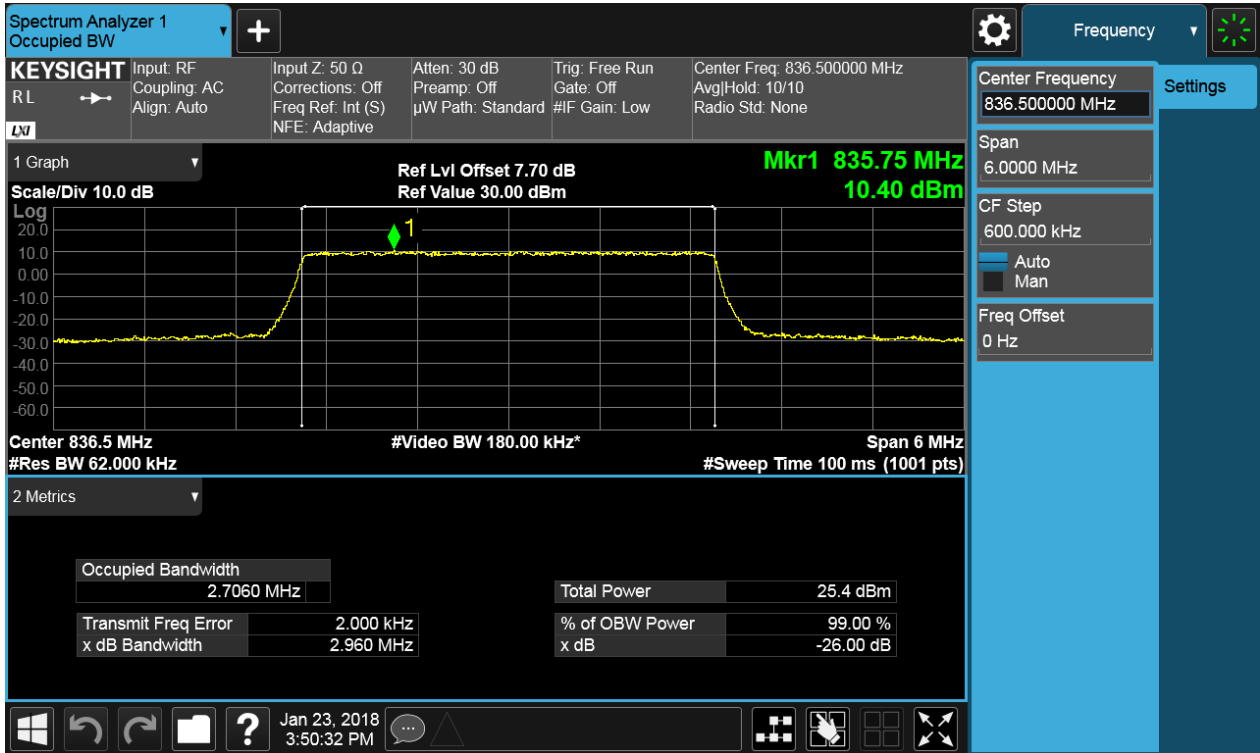 Spectrum Analyzer 1
Occupied BW
+
Frequency
KEYSIGHT
RL
LXI
Input: RF
Coupling: AC
Align: Auto
Input Z: 50 Ω
Corrections: Off
Freq Ref: Int (S)
NFE: Adaptive
Atten: 30 dB
Preamp: Off
µW Path: Standard
Trig: Free Run
Gate: Off
#IF Gain: Low
Center Freq: 836.500000 MHz
Avg|Hold: 10/10
Radio Std: None
Center Frequency
836.500000 MHz
Settings
Span
6.0000 MHz
CF Step
600.000 kHz
Auto
Man
Freq Offset
0 Hz
1 Graph
Scale/Div 10.0 dB
Ref Lvl Offset 7.70 dB
Ref Value 30.00 dBm
Mkr1 835.75 MHz
10.40 dBm
Log
20.0
10.0
0.00
-10.0
-20.0
-30.0
-40.0
-50.0
-60.0
1
Center 836.5 MHz
#Res BW 62.000 kHz
#Video BW 180.00 kHz*
Span 6 MHz
#Sweep Time 100 ms (1001 pts)
2 Metrics
Occupied Bandwidth
2.7060 MHz
Total Power 25.4 dBm
Transmit Freq Error 2.000 kHz
% of OBW Power 99.00 %
x dB Bandwidth 2.960 MHz
x dB -26.00 dB
?
Jan 23, 2018
3:50:32 PM